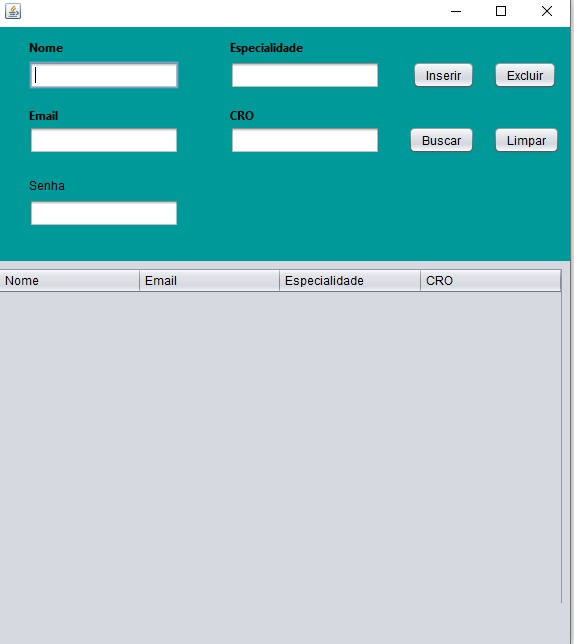 Nome Especialidade
Inserir Excluir
Email CRO
Buscar Limpar
Senha
Nome Email Especialidade CRO